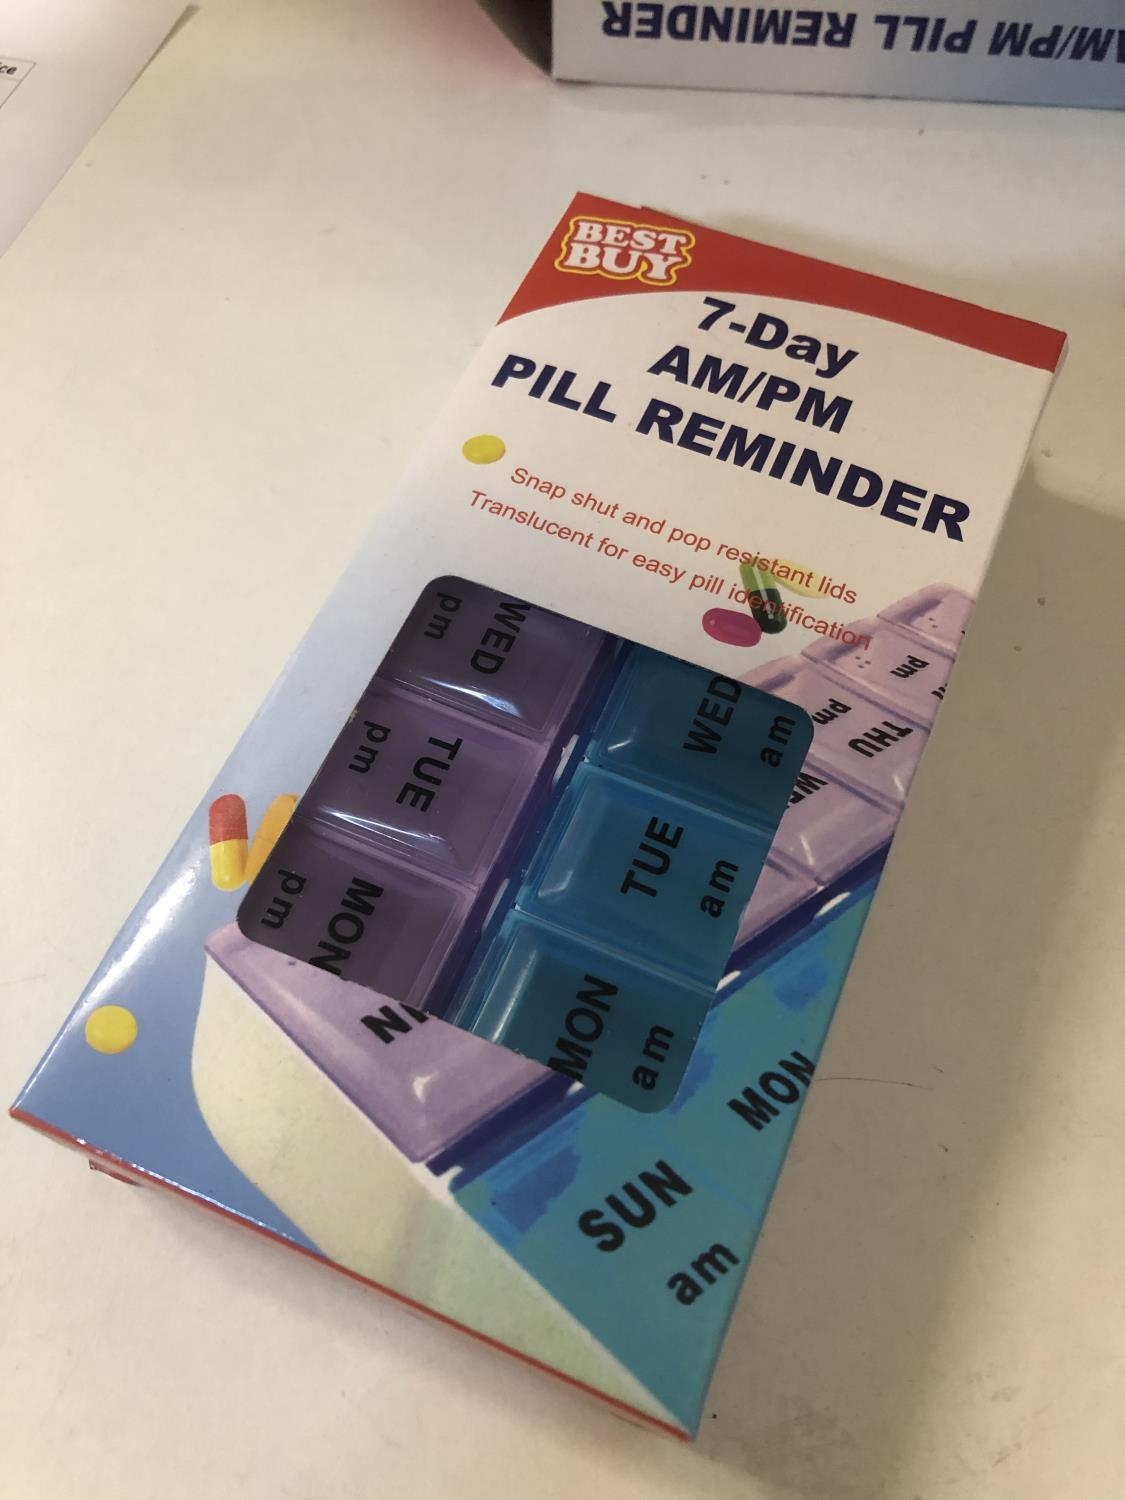 ce
AM/PM PILL REMINDER
BEST
BUY
7-Day
AM/PM
PILL REMINDER
Snap shut and pop resistant lids
Translucent for easy pill identification
pm
WED
WED
am
pm
TUE
TUE
am
pm
MON
MON
am
pm
pm
THU
MON
SUN
am